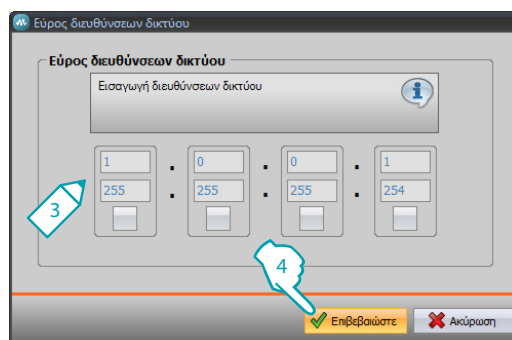 Εύρος διευθύνσεων δικτύου
Εύρος διευθύνσεων δικτύου
Εισαγωγή διευθύνσεων δικτύου
1 . 0 . 0 . 1
255 . 255 . 255 . 254
3
4
Επιβεβαιώστε Ακύρωση